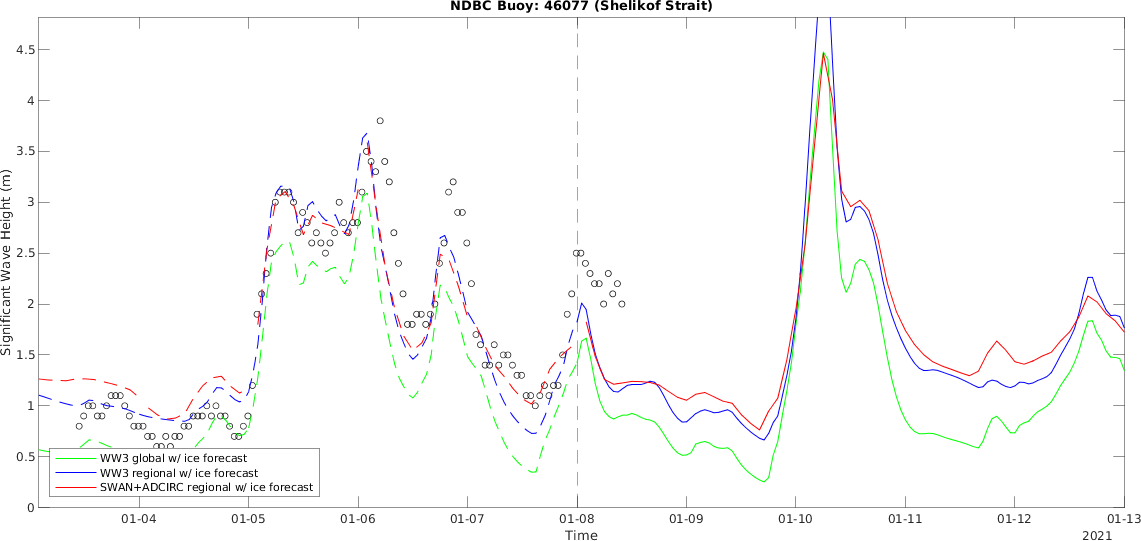 NDBC Buoy: 46077 (Shelikof Strait)
Significant Wave Height (m)
4.5
4
3.5
3
2.5
2
1.5
1
0.5
0
WW3 global w/ ice forecast
WW3 regional w/ ice forecast
SWAN+ADCIRC regional w/ ice forecast
01-04 01-05 01-06 01-07 01-08 01-09 01-10 01-11 01-12 01-13
Time
2021